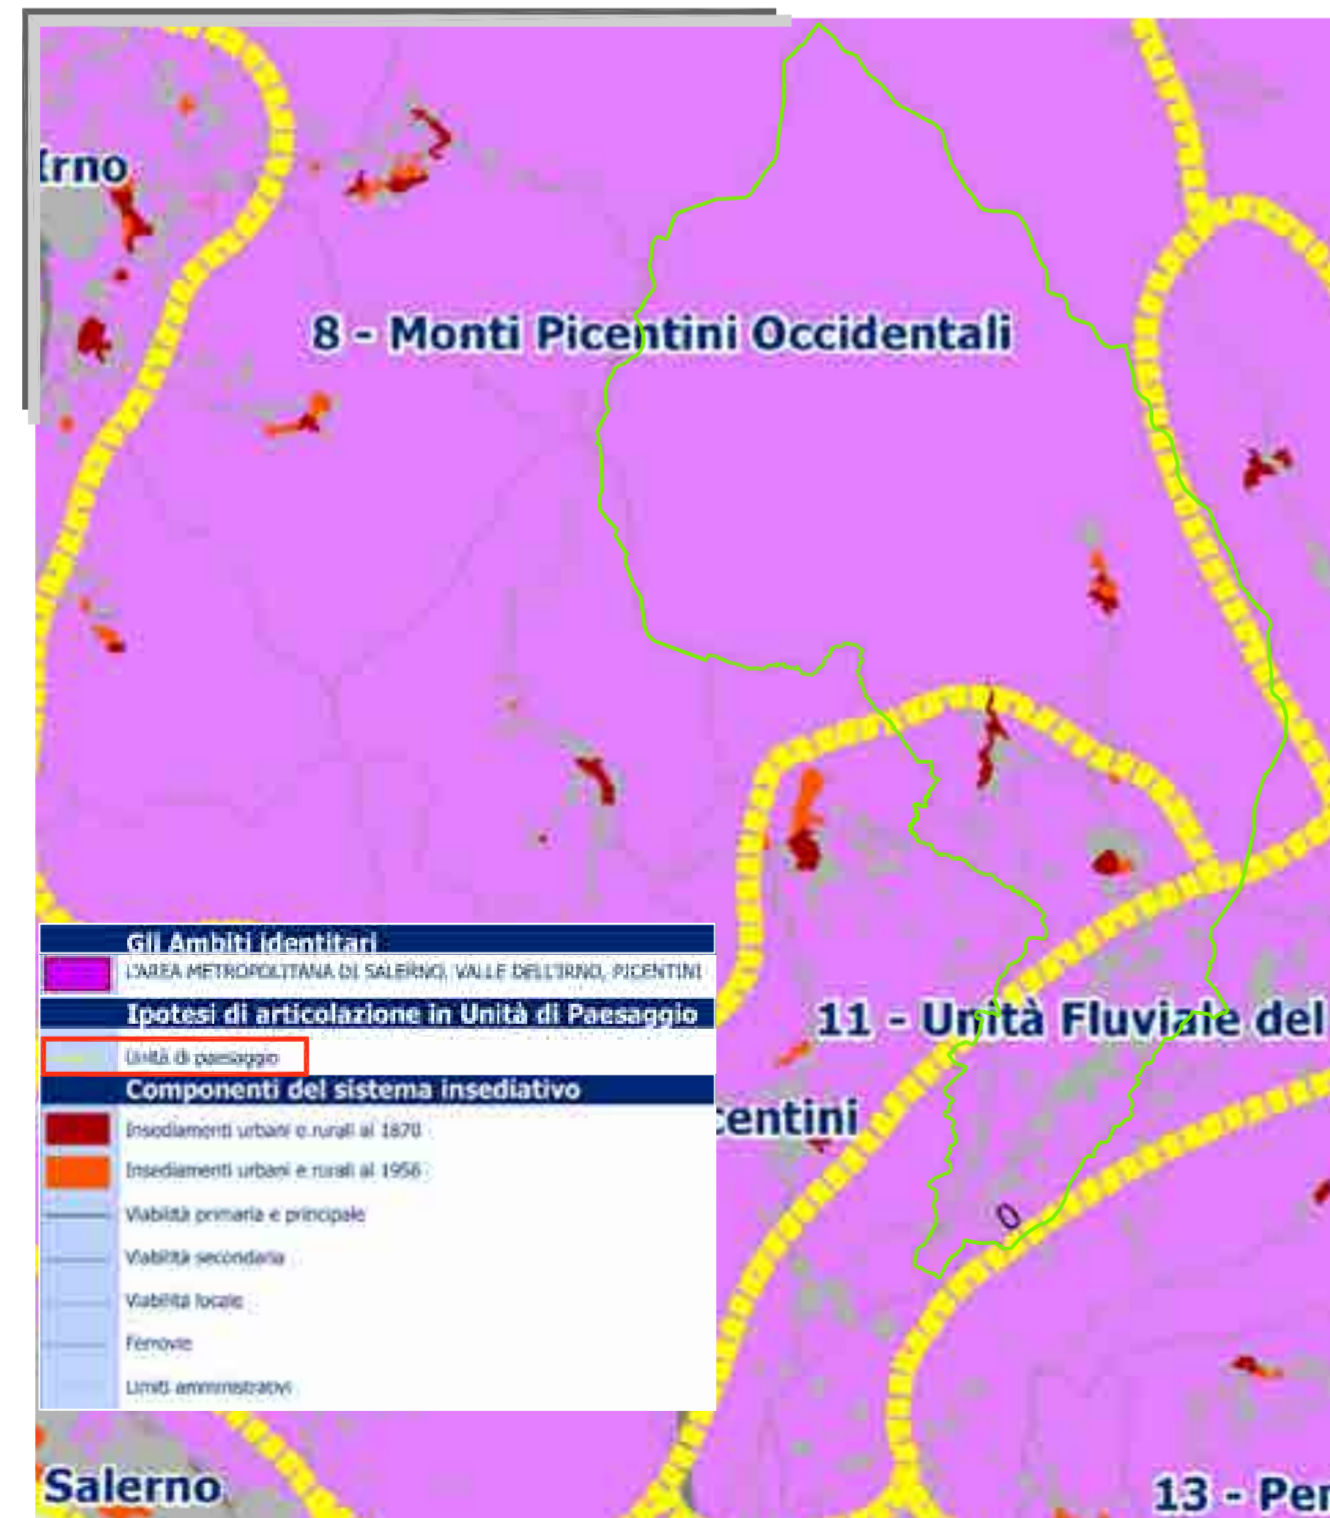 Irno
8 - Monti Picentini Occidentali
Gli Ambiti identitari
L'AREA METROPOLITANA DI SALERNO, VALLE DELL'IRNO, PICENTINI
Ipotesi di articolazione in Unità di Paesaggio
Unità di paesaggio
Componenti del sistema insediativo
Insediamenti urbani e rurali al 1870
Insediamenti urbani e rurali al 1956
Viabilità primaria e principale
Viabilità secondaria
Viabilità locale
Ferrovie
Limiti amministrativi
11 - Unità Fluviale del
centini
0
Salerno
13 - Per